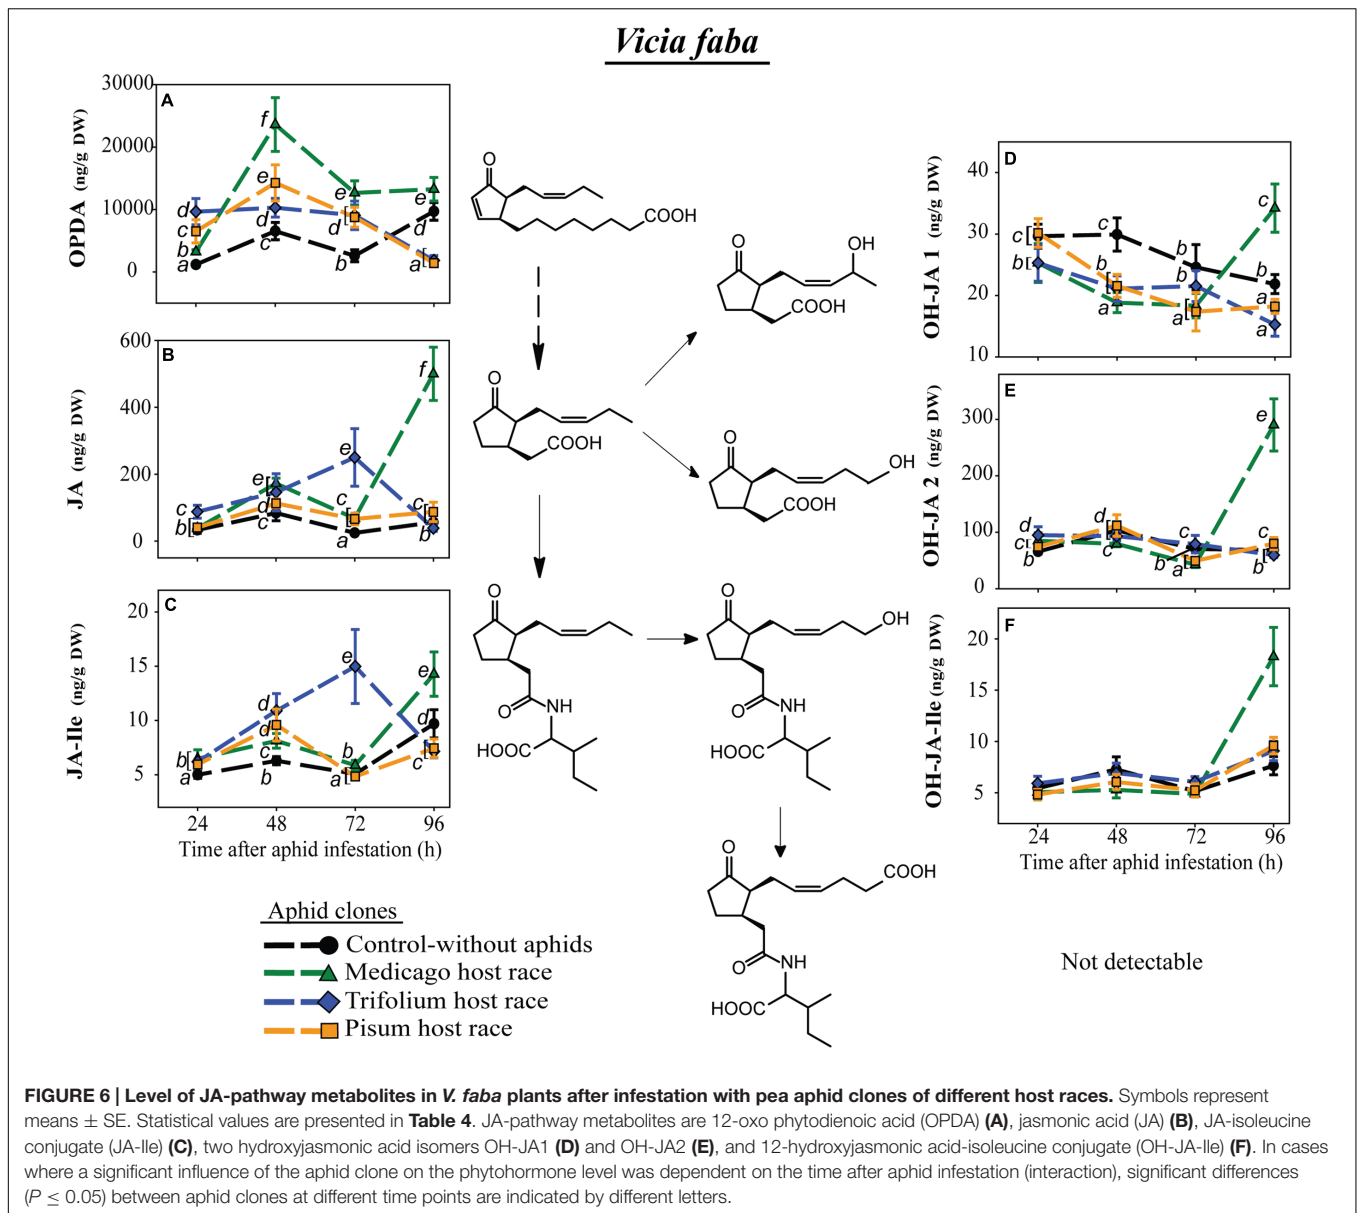 Vicia faba
A
OPDA (ng/g DW)
30000
20000
10000
0
a
b
c
d
f
e
d
c
e
d
b
e
d
a
B
JA (ng/g DW)
600
400
200
0
c
b
e
d
c
e
c
a
f
c
b
C
JA-Ile (ng/g DW)
20
15
10
5
b
a
d
d
c
b
e
b
a
e
d
c
24 48 72 96
Time after aphid infestation (h)
O
COOH
O
COOH
O
OH
COOH
O
OH
COOH
O
O
NH
HOOC
O
OH
O
NH
HOOC
O
COOH
O
NH
HOOC
D
OH-JA 1 (ng/g DW)
40
30
20
10
c
b
c
b
a
b
b
a
c
b
a
a
E
OH-JA 2 (ng/g DW)
300
200
100
0
d
c
b
d
c
c
b
a
e
c
b
F
OH-JA-Ile (ng/g DW)
20
15
10
5
24 48 72 96
Time after aphid infestation (h)
Not detectable
Aphid clones
Control-without aphids
Medicago host race
Trifolium host race
Pisum host race
FIGURE 6 | Level of JA-pathway metabolites in V. faba plants after infestation with pea aphid clones of different host races. Symbols represent
means ± SE. Statistical values are presented in Table 4. JA-pathway metabolites are 12-oxo phytodienoic acid (OPDA) (A), jasmonic acid (JA) (B), JA-isoleucine
conjugate (JA-Ile) (C), two hydroxyjasmonic acid isomers OH-JA1 (D) and OH-JA2 (E), and 12-hydroxyjasmonic acid-isoleucine conjugate (OH-JA-Ile) (F). In cases
where a significant influence of the aphid clone on the phytohormone level was dependent on the time after aphid infestation (interaction), significant differences
(P ≤ 0.05) between aphid clones at different time points are indicated by different letters.